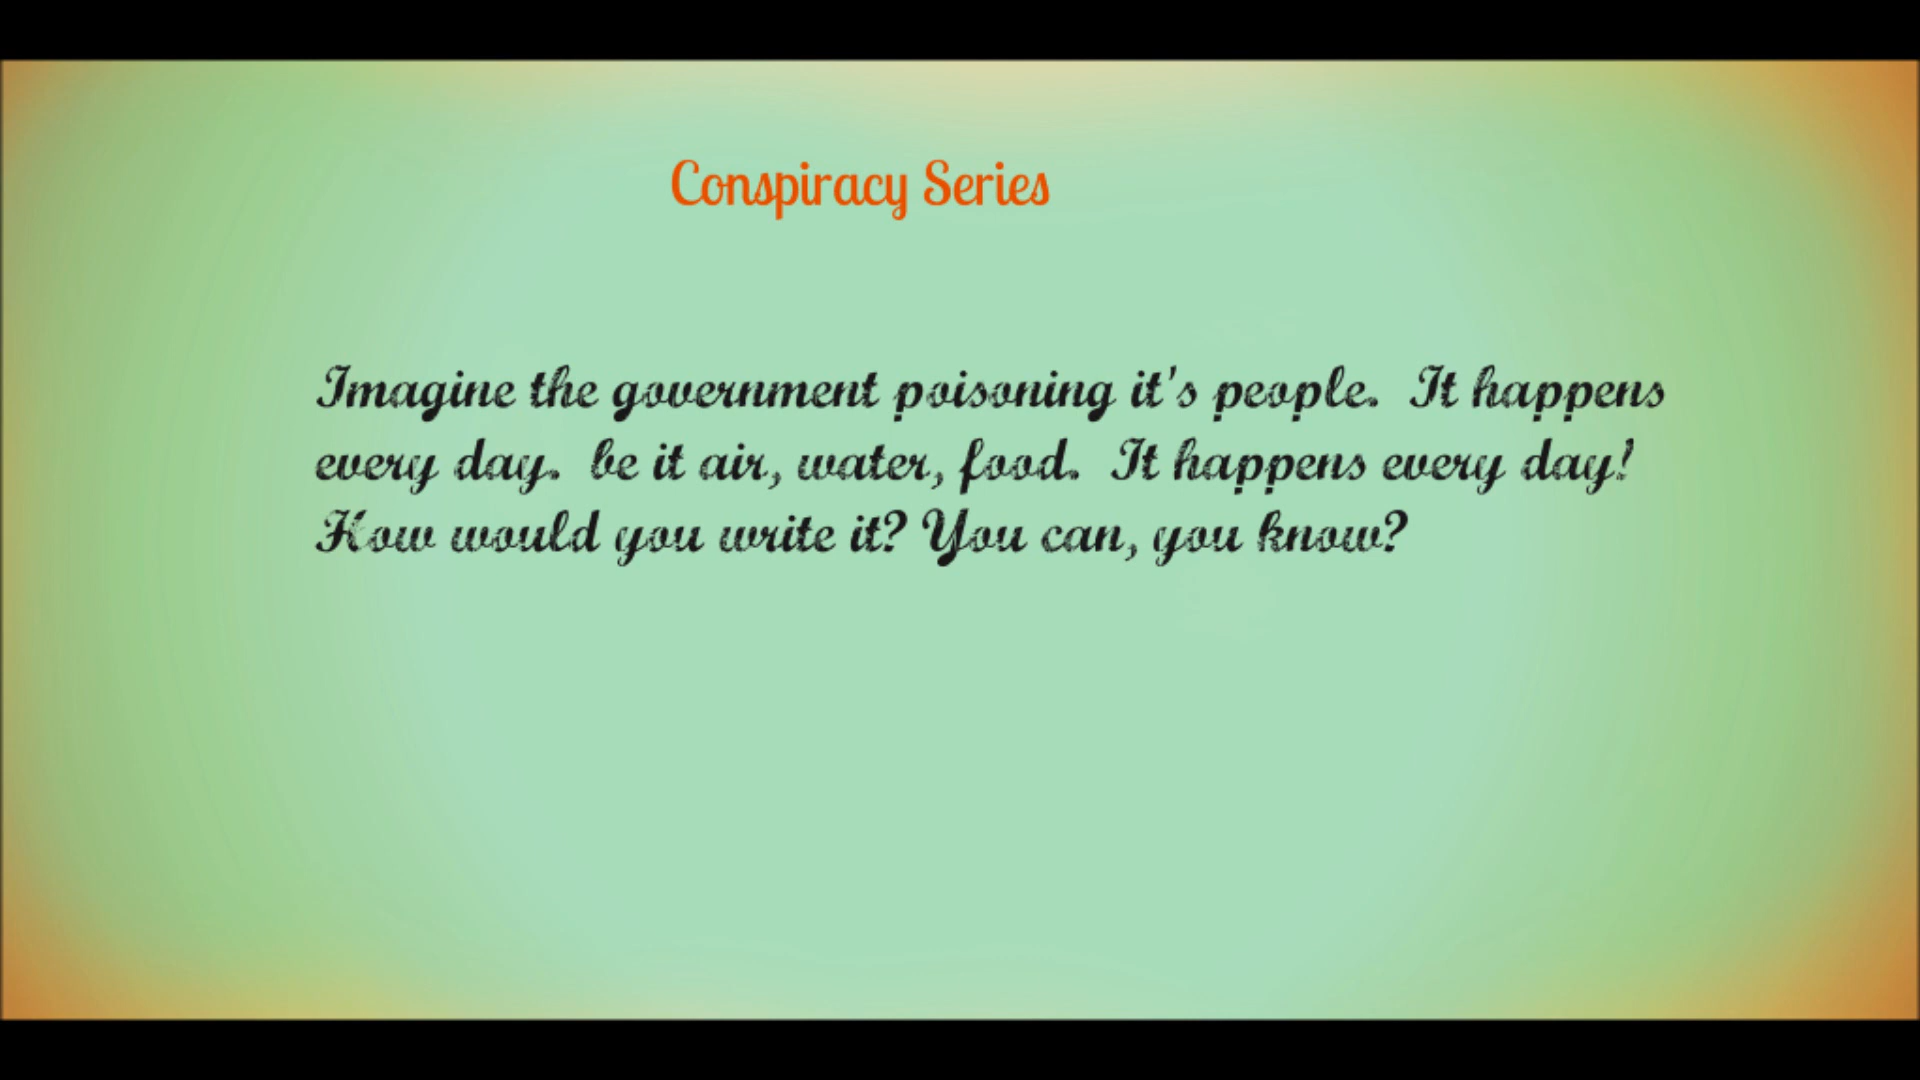 Conspiracy Series
Imagine the government poisoning it's people.  It happens
every day.  be it air, water, food.  It happens every day!
How would you write it? You can, you know?